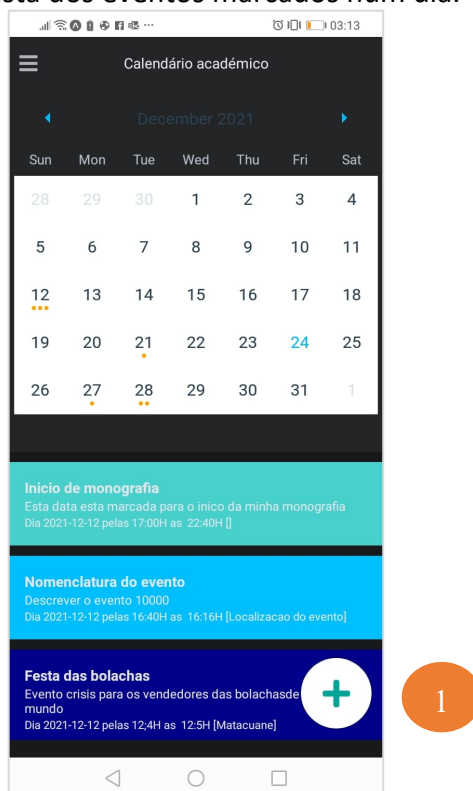 sta dos eventos marcados num dia.
03:13
Calendário académico
December 2021
Sun Mon Tue Wed Thu Fri Sat
28 29 30 1 2 3 4
5 6 7 8 9 10 11
12 13 14 15 16 17 18
19 20 21 22 23 24 25
26 27 28 29 30 31 1
Inicio de monografia
Esta data esta marcada para o inico da minha monografia
Dia 2021-12-12 pelas 17:00H as 22:40H []
Nomenclatura do evento
Descrever o evento 10000
Dia 2021-12-12 pelas 16:40H as 16:16H [Localizacao do evento]
Festa das bolachas
Evento crisis para os vendedores das bolachasde
mundo
Dia 2021-12-12 pelas 12;4H as 12:5H [Matacuane]
1